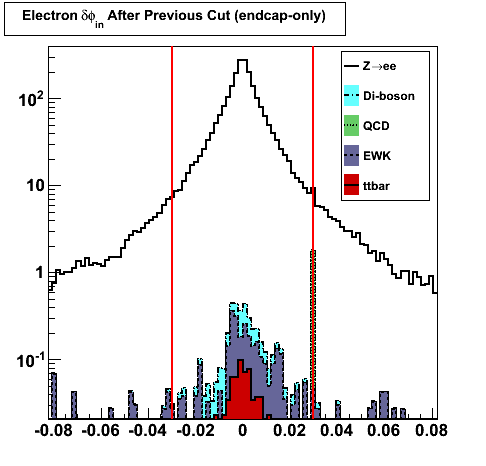 Electron δϕin After Previous Cut (endcap-only)
Z→ee
Di-boson
QCD
EWK
ttbar
10²
10
1
10⁻¹
-0.08 -0.06 -0.04 -0.02 0 0.02 0.04 0.06 0.08